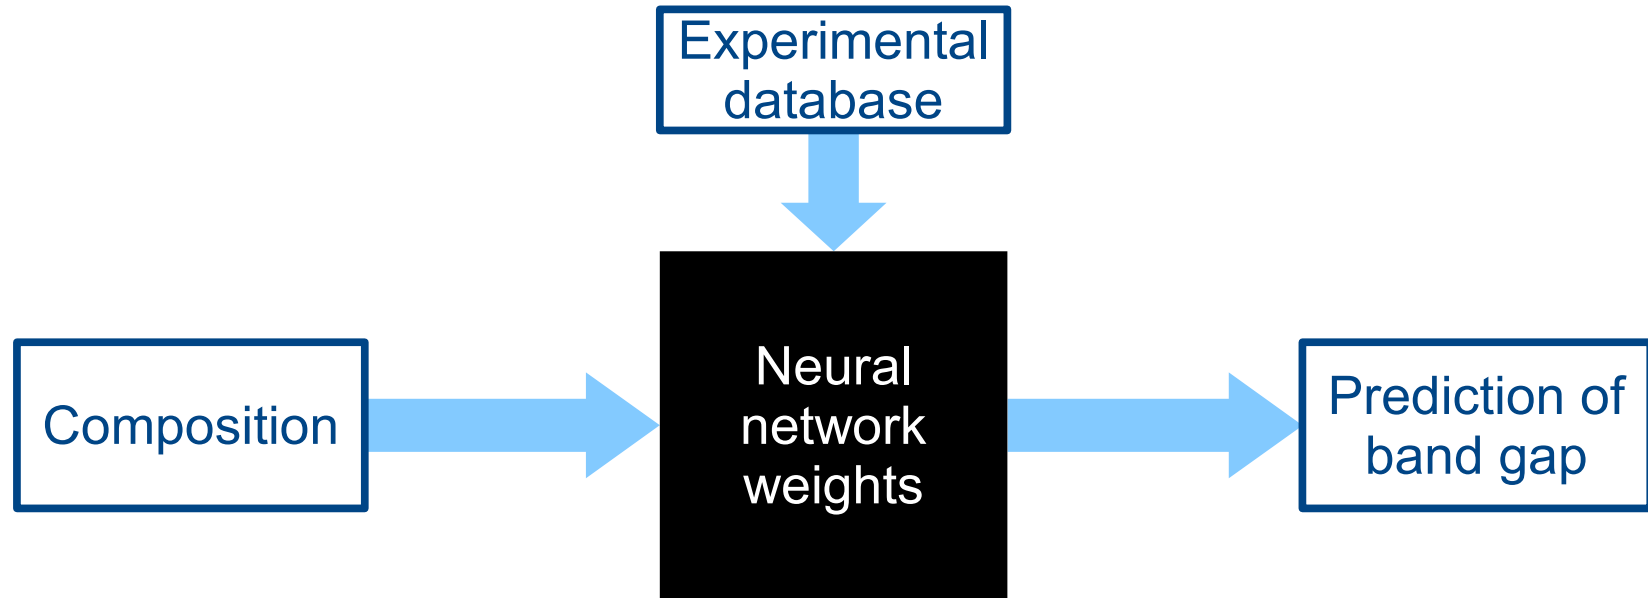 Experimental
database
Composition
Neural
network
weights
Prediction of
band gap